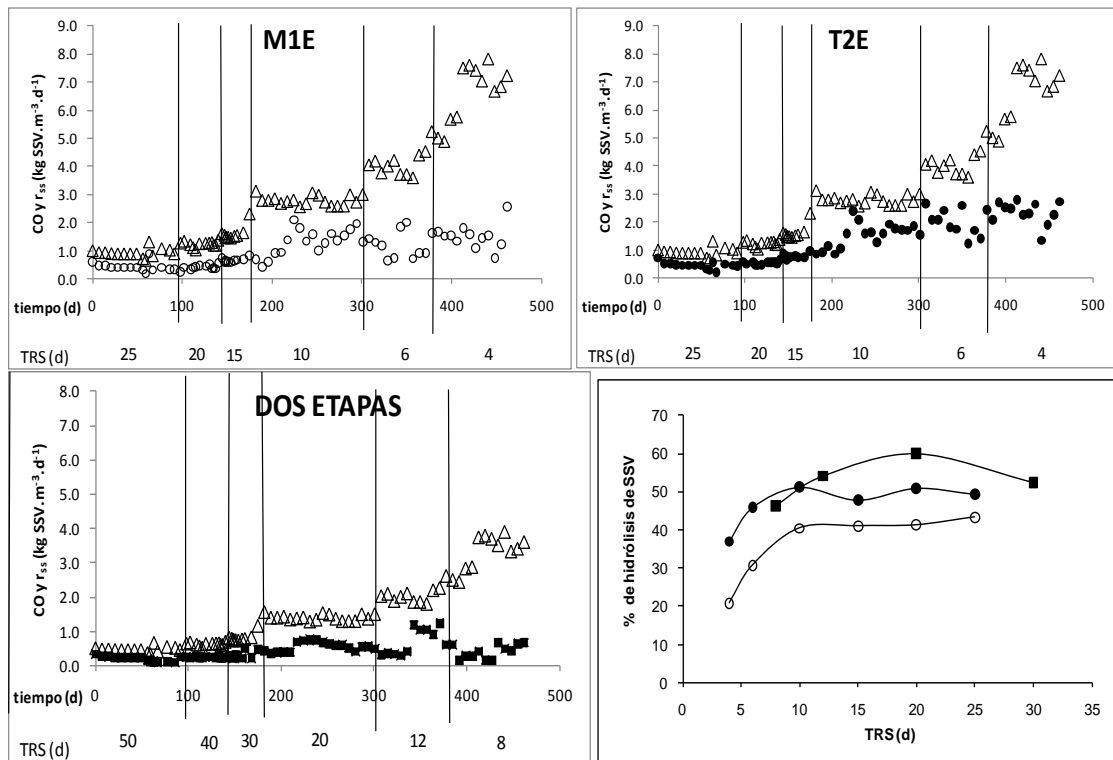 M1E
CO y rss (kg SSV.m-3.d-1)
9.0
8.0
7.0
6.0
5.0
4.0
3.0
2.0
1.0
0.0
0 100 200 300 400 500
tiempo (d)
TRS (d) 25 20 15 10 6 4
T2E
CO y rss (kg SSV.m-3.d-1)
9.0
8.0
7.0
6.0
5.0
4.0
3.0
2.0
1.0
0.0
0 100 200 300 400 500
tiempo (d)
TRS (d) 25 20 15 10 6 4
DOS ETAPAS
CO y rss (kg SSV.m-3.d-1)
8.0
7.0
6.0
5.0
4.0
3.0
2.0
1.0
0.0
0 100 200 300 400 500
tiempo (d)
TRS (d) 50 40 30 20 12 8
% de hidrólisis de SSV
70
60
50
40
30
20
10
0
0 5 10 15 20 25 30 35
TRS (d)